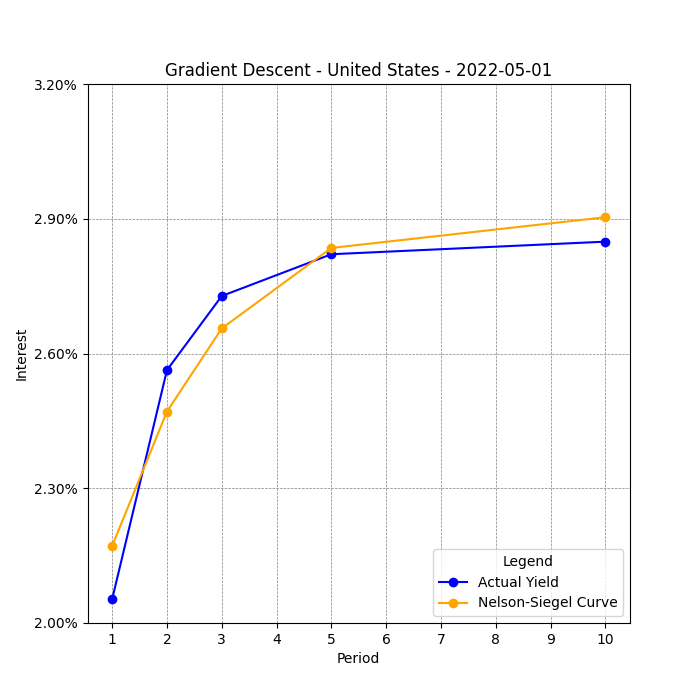 Gradient Descent - United States - 2022-05-01
3.20%
2.90%
2.60%
2.30%
2.00%
Interest
1 2 3 4 5 6 7 8 9 10
Period
Legend
Actual Yield
Nelson-Siegel Curve